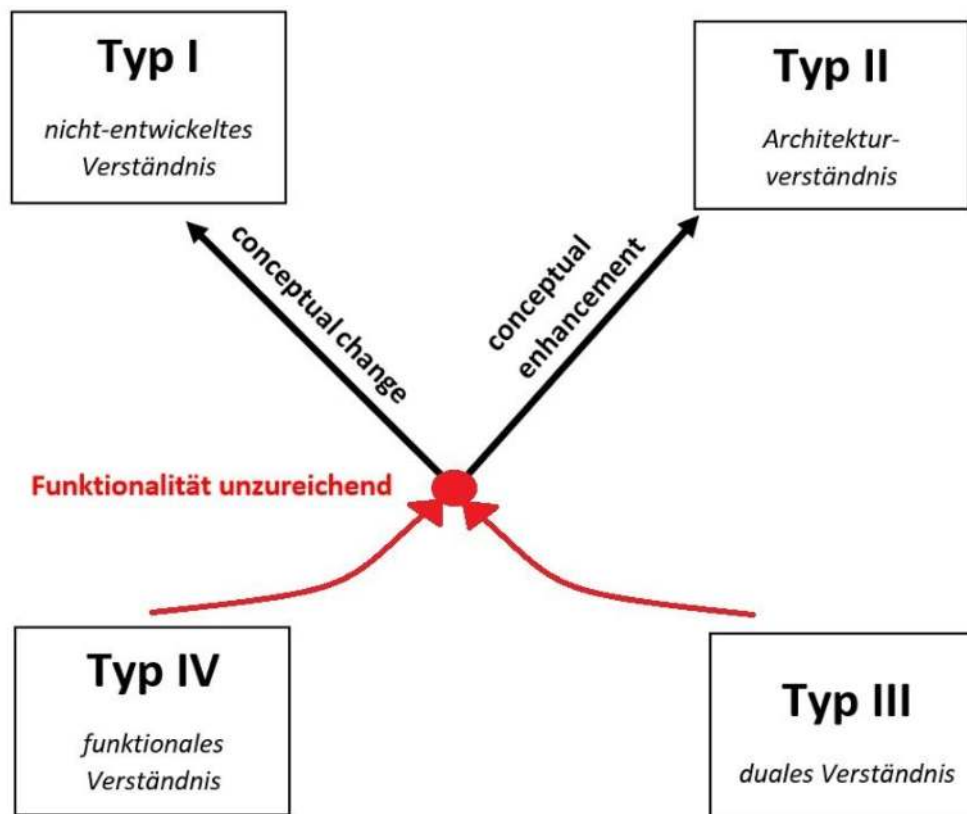 Typ I
nicht-entwickeltes
Verständnis
Typ II
Architektur-
verständnis
conceptual change
conceptual
enhancement
Funktionalität unzureichend
Typ IV
funktionales
Verständnis
Typ III
duales Verständnis